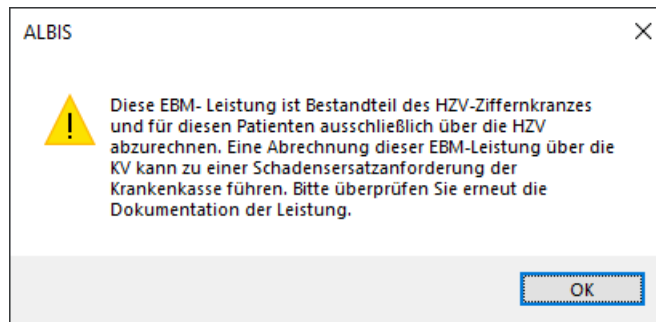 ALBIS
Diese EBM- Leistung ist Bestandteil des HZV-Ziffernkranzes
und für diesen Patienten ausschließlich über die HZV
abzurechnen. Eine Abrechnung dieser EBM-Leistung über die
KV kann zu einer Schadensersatzanforderung der
Krankenkasse führen. Bitte überprüfen Sie erneut die
Dokumentation der Leistung.
OK